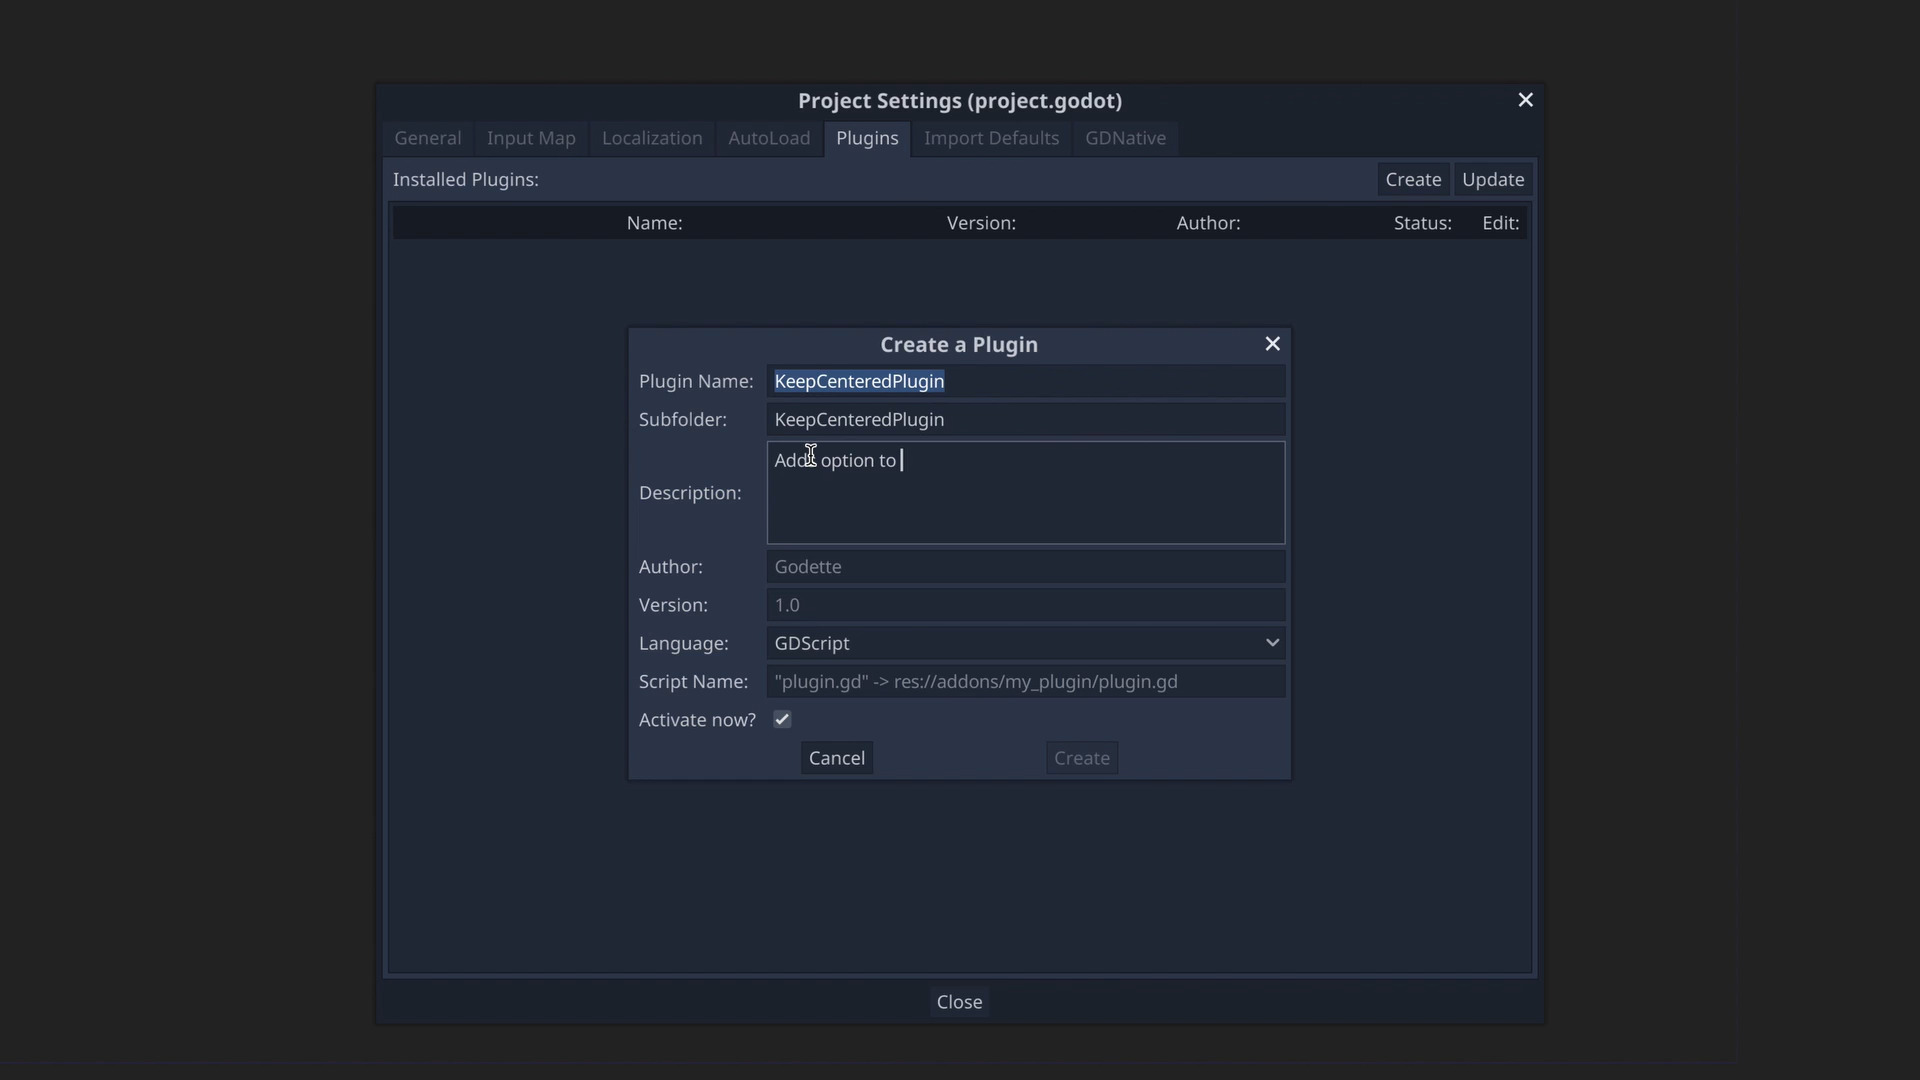 Project Settings (project.godot)
General Input Map Localization AutoLoad Plugins Import Defaults GDNative
Installed Plugins: Create Update
Name: Version: Author: Status: Edit:
Create a Plugin
Plugin Name: KeepCenteredPlugin
Subfolder: KeepCenteredPlugin
Description: Adds option to
Author: Godette
Version: 1.0
Language: GDScript
Script Name: "plugin.gd" -> res://addons/my_plugin/plugin.gd
Activate now?
Cancel Create
Close